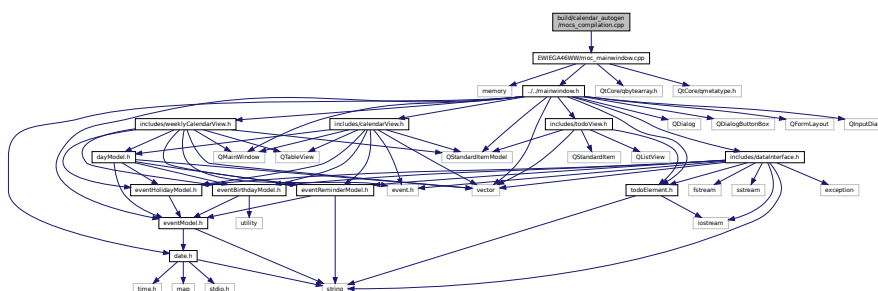 build/calendar_autogen
/mocs_compilation.cpp
EWIEGA46WW/moc_mainwindow.cpp
memory
../../mainwindow.h
QtCore/qbytearray.h
QtCore/qmetatype.h
includes/weeklyCalendarView.h
includes/calendarView.h
includes/todoView.h
QDialog
QDialogButtonBox
QFormLayout
QInputDia
dayModel.h
QMainWindow
QTableView
QStandardItemModel
QStandardItem
QListView
includes/dataInterface.h
eventHolidayModel.h
eventBirthdayModel.h
eventReminderModel.h
event.h
vector
todoElement.h
fstream
sstream
exception
eventModel.h
utility
iostream
date.h
time.h
map
stdio.h
string